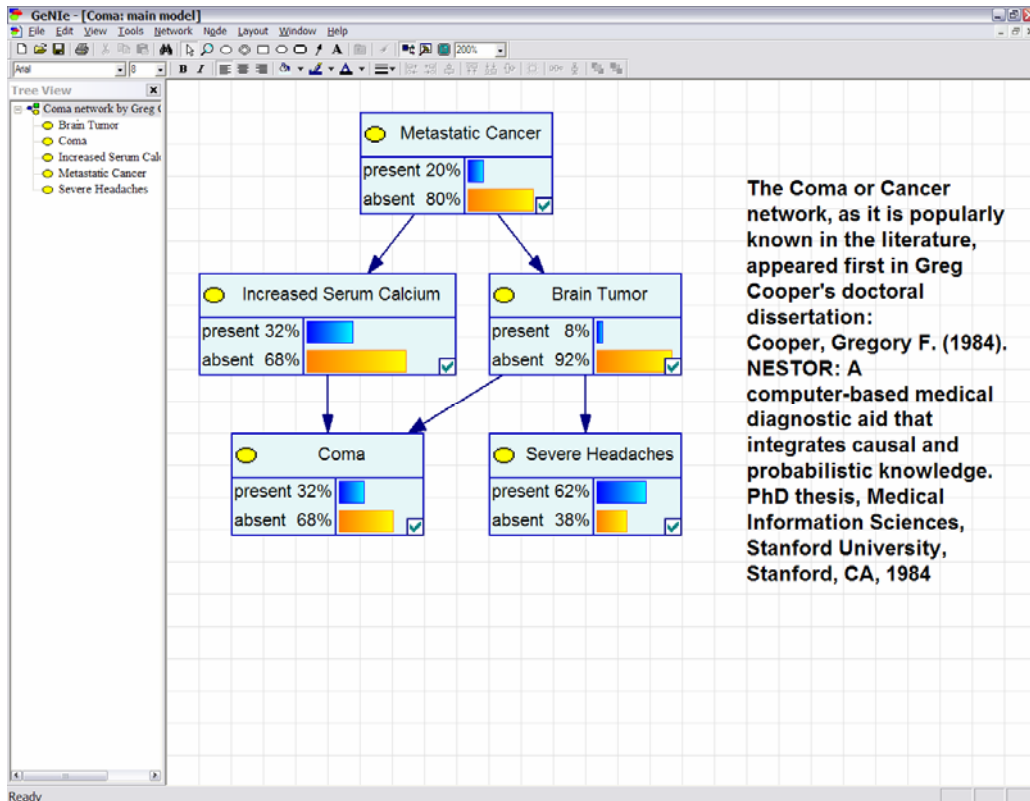 GeNIe - [Coma: main model]
File Edit View Tools Network Node Layout Window Help
A 200%
Arial 8 B I A
Tree View
Coma network by Greg
Brain Tumor
Coma
Increased Serum Cal
Metastatic Cancer
Severe Headaches
Metastatic Cancer
present 20%
absent 80%
Increased Serum Calcium
present 32%
absent 68%
Brain Tumor
present 8%
absent 92%
Coma
present 32%
absent 68%
Severe Headaches
present 62%
absent 38%
The Coma or Cancer
network, as it is popularly
known in the literature,
appeared first in Greg
Cooper's doctoral
dissertation:
Cooper, Gregory F. (1984).
NESTOR: A
computer-based medical
diagnostic aid that
integrates causal and
probabilistic knowledge.
PhD thesis, Medical
Information Sciences,
Stanford University,
Stanford, CA, 1984
Ready